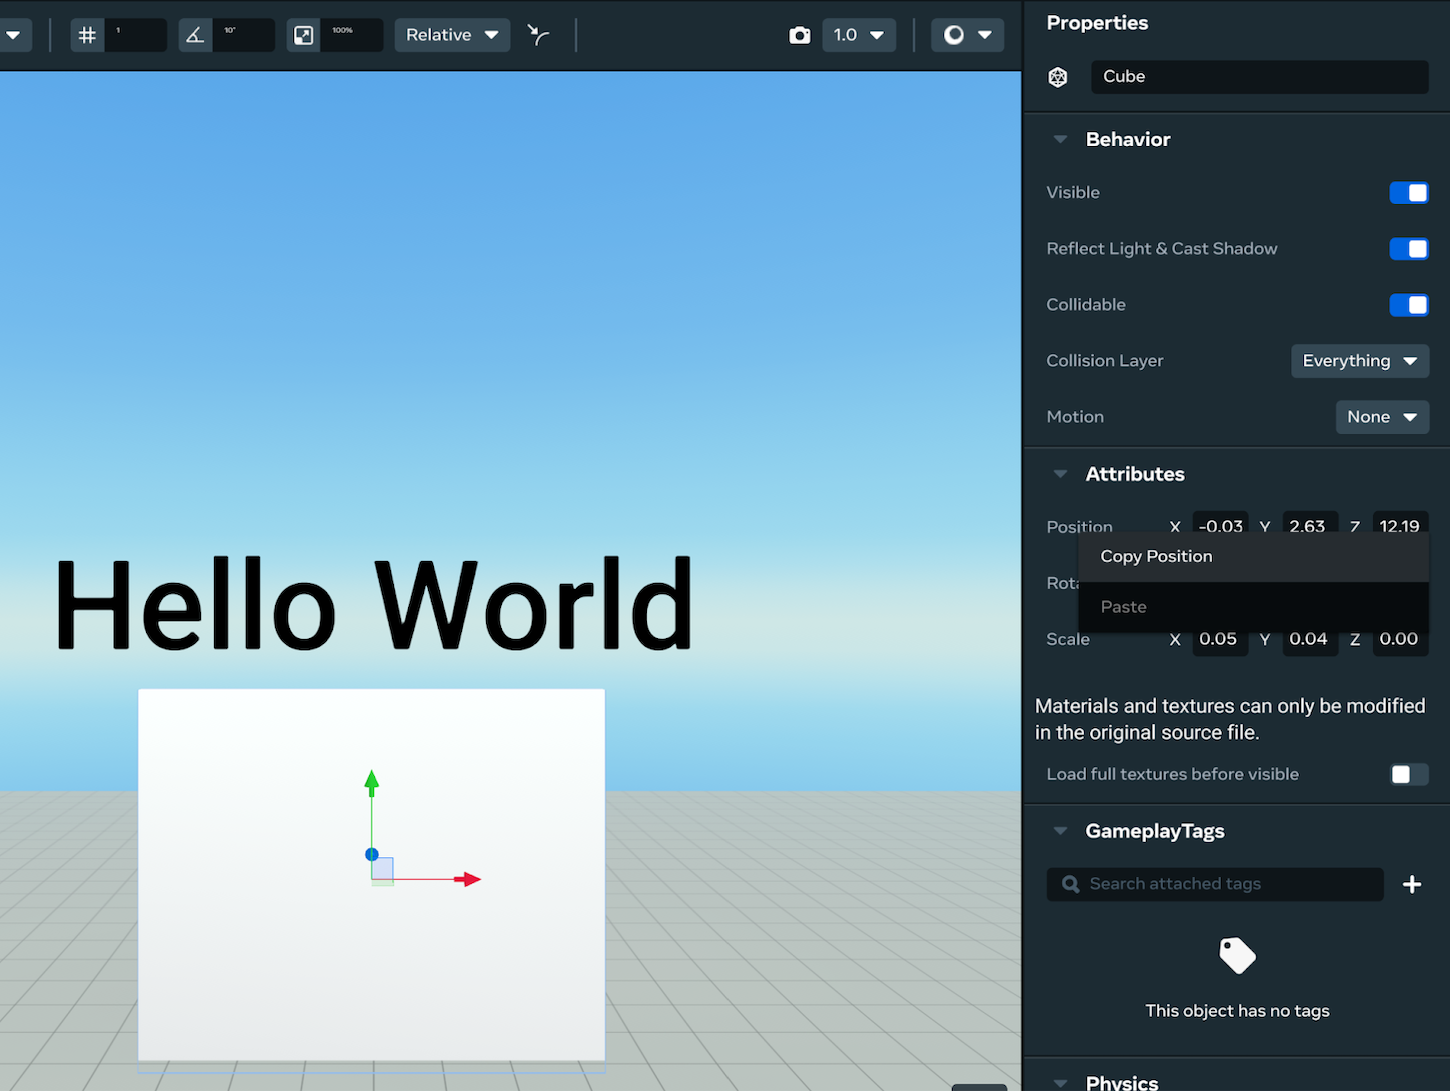 1
10°
100%
Relative
1.0
Properties
Cube
Behavior
Visible
Reflect Light & Cast Shadow
Collidable
Collision Layer Everything
Motion None
Attributes
Position X -0.03 Y 2.63 Z 12.19
Copy Position
Rota
Paste
Scale X 0.05 Y 0.04 Z 0.00
Materials and textures can only be modified
in the original source file.
Load full textures before visible
GameplayTags
Search attached tags
This object has no tags
Physics
Hello World